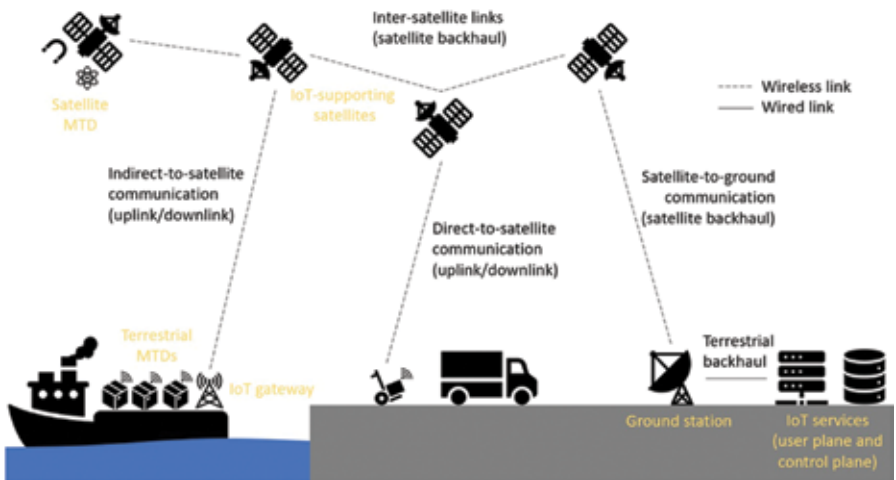 Inter-satellite links
(satellite backhaul)
Satellite
MTD
IoT-supporting
satellites
Wireless link
Wired link
Indirect-to-satellite
communication
(uplink/downlink)
Direct-to-satellite
communication
(uplink/downlink)
Satellite-to-ground
communication
(satellite backhaul)
Terrestrial
MTDs
IoT gateway
Terrestrial
backhaul
Ground station
IoT services
(user plane and
control plane)